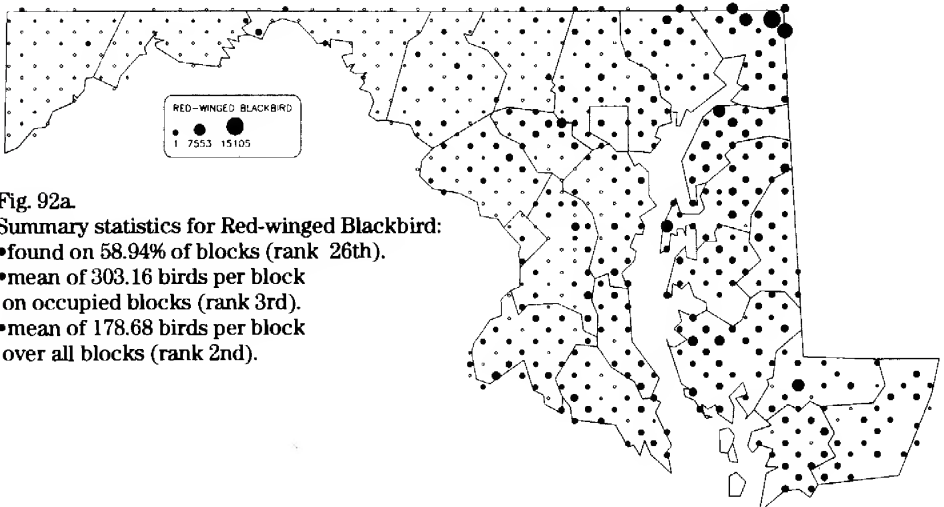 RED-WINGED BLACKBIRD
1 7553 15105
Fig. 92a.
Summary statistics for Red-winged Blackbird:
•found on 58.94% of blocks (rank 26th).
•mean of 303.16 birds per block
on occupied blocks (rank 3rd).
•mean of 178.68 birds per block
over all blocks (rank 2nd).